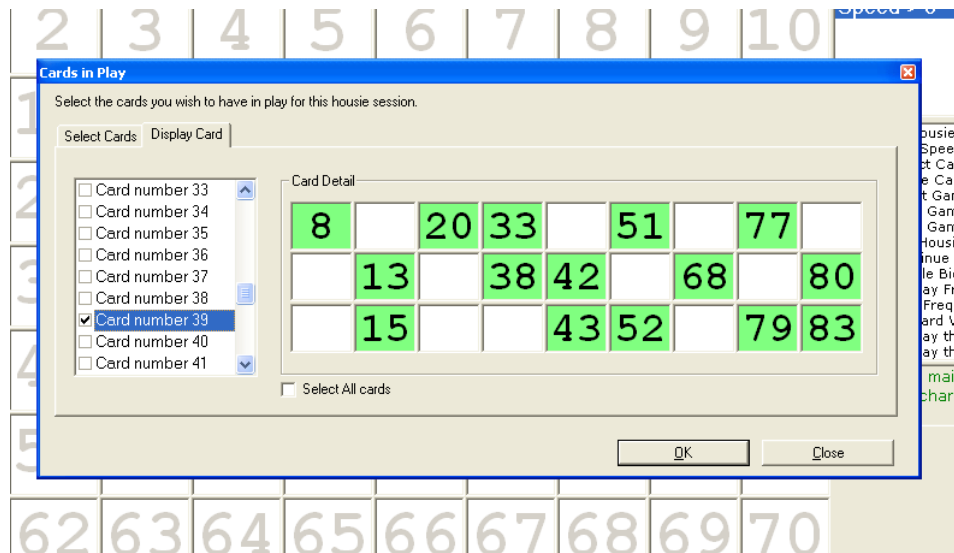 2 3 4 5 6 7 8 9 10
Cards in Play
Select the cards you wish to have in play for this housie session.
Select Cards Display Card
Card number 33
Card number 34
Card number 35
Card number 36
Card number 37
Card number 38
Card number 39
Card number 40
Card number 41
Card Detail
8 20 33 51 77
13 38 42 68 80
15 43 52 79 83
Select All cards
OK Close
62 63 64 65 66 67 68 69 70